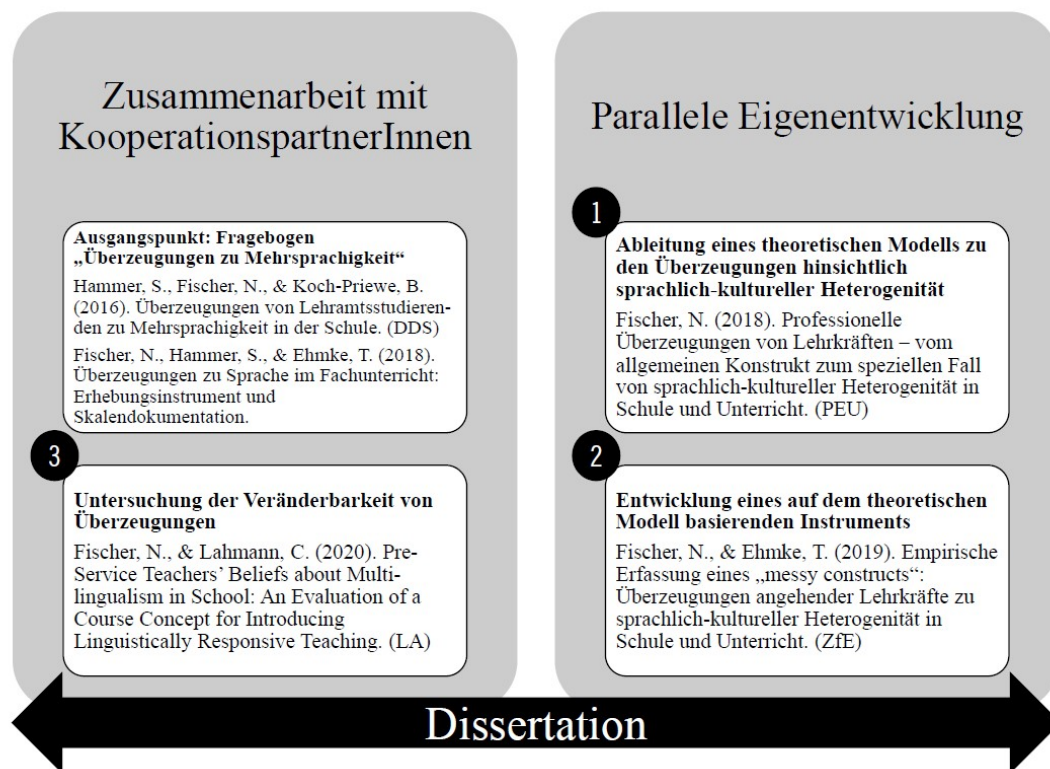 Zusammenarbeit mit
KooperationspartnerInnen
Ausgangspunkt: Fragebogen
„Überzeugungen zu Mehrsprachigkeit“
Hammer, S., Fischer, N., & Koch-Priewe, B.
(2016). Überzeugungen von Lehramtsstudieren-
den zu Mehrsprachigkeit in der Schule. (DDS)
Fischer, N., Hammer, S., & Ehmke, T. (2018).
Überzeugungen zu Sprache im Fachunterricht:
Erhebungsinstrument und
Skalendokumentation.
3
Untersuchung der Veränderbarkeit von
Überzeugungen
Fischer, N., & Lahmann, C. (2020). Pre-
Service Teachers’ Beliefs about Multi-
lingualism in School: An Evaluation of a
Course Concept for Introducing
Linguistically Responsive Teaching. (LA)
Parallele Eigenentwicklung
1
Ableitung eines theoretischen Modells zu
den Überzeugungen hinsichtlich
sprachlich-kultureller Heterogenität
Fischer, N. (2018). Professionelle
Überzeugungen von Lehrkräften – vom
allgemeinen Konstrukt zum speziellen Fall
von sprachlich-kultureller Heterogenität in
Schule und Unterricht. (PEU)
2
Entwicklung eines auf dem theoretischen
Modell basierenden Instruments
Fischer, N., & Ehmke, T. (2019). Empirische
Erfassung eines „messy constructs“:
Überzeugungen angehender Lehrkräfte zu
sprachlich-kultureller Heterogenität in
Schule und Unterricht. (ZfE)
Dissertation